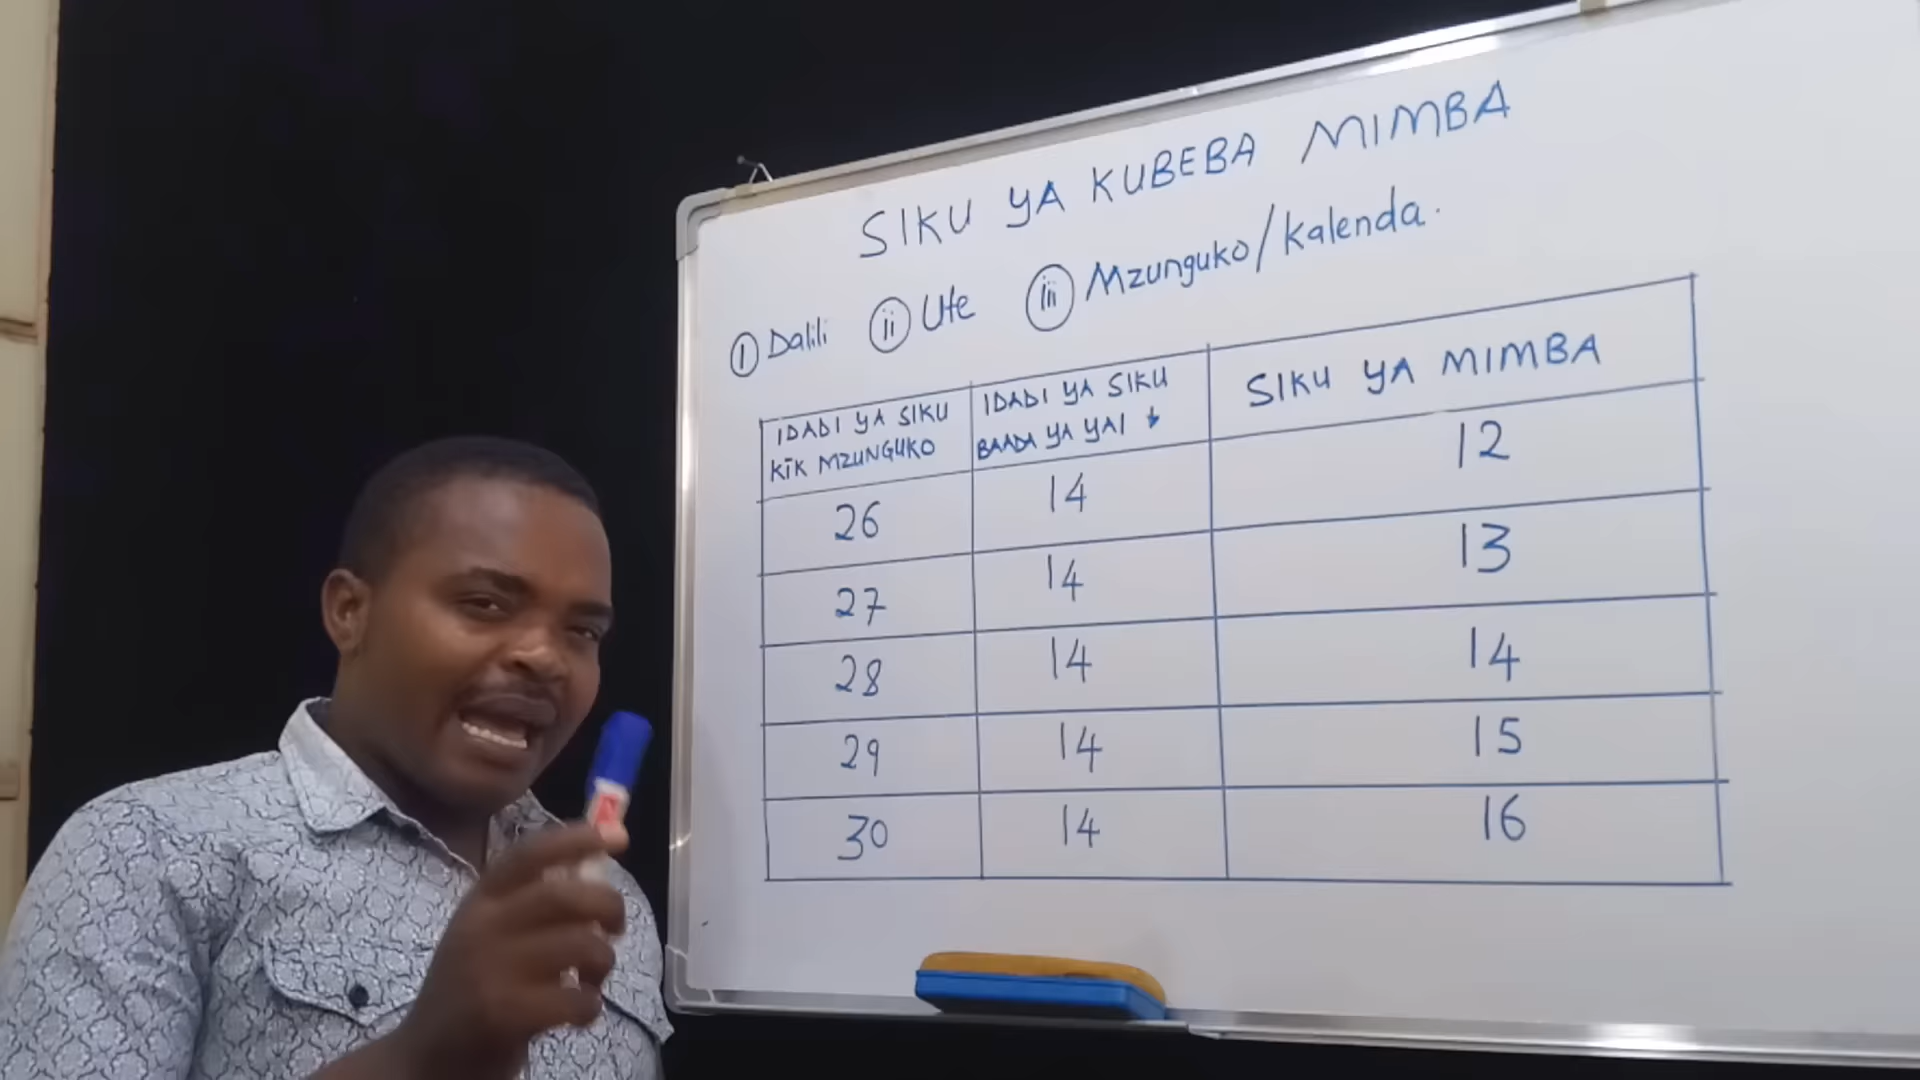 SIKU YA KUBEBA MIMBA
(i) Dalili (ii) Ute (iii) Mzunguko/Kalenda.
IDADI YA SIKU KIK MZUNGUKO | IDADI YA SIKU BAADA YA YAI ↓ | SIKU YA MIMBA
26 14 12
27 14 13
28 14 14
29 14 15
30 14 16